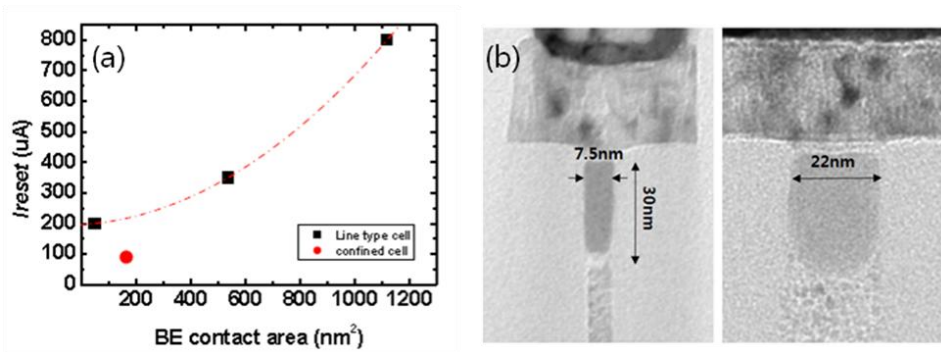 (a)
800
700
600
500
400
300
200
100
0
Ireset (uA)
200 400 600 800 1000 1200
BE contact area (nm²)
Line type cell
confined cell
(b)
7.5nm
30nm
22nm